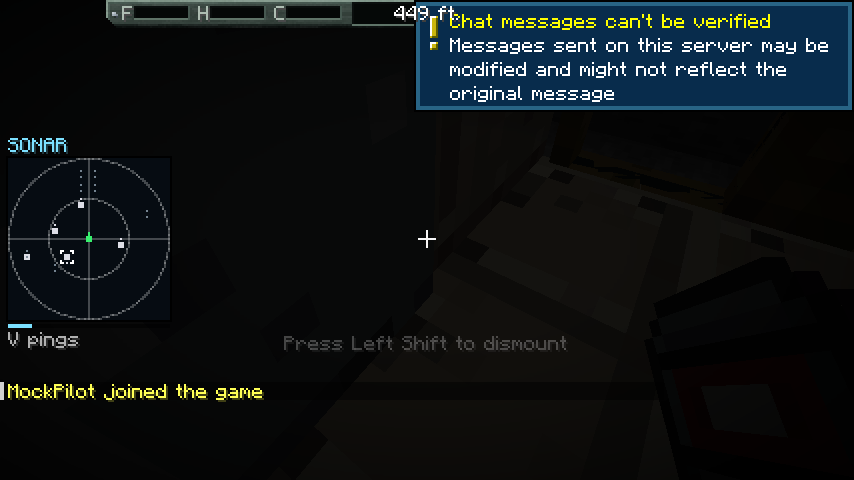 F H C
449 ft
Chat messages can't be verified
Messages sent on this server may be
modified and might not reflect the
original message
SONAR
V pings
Press Left Shift to dismount
MockPilot joined the game